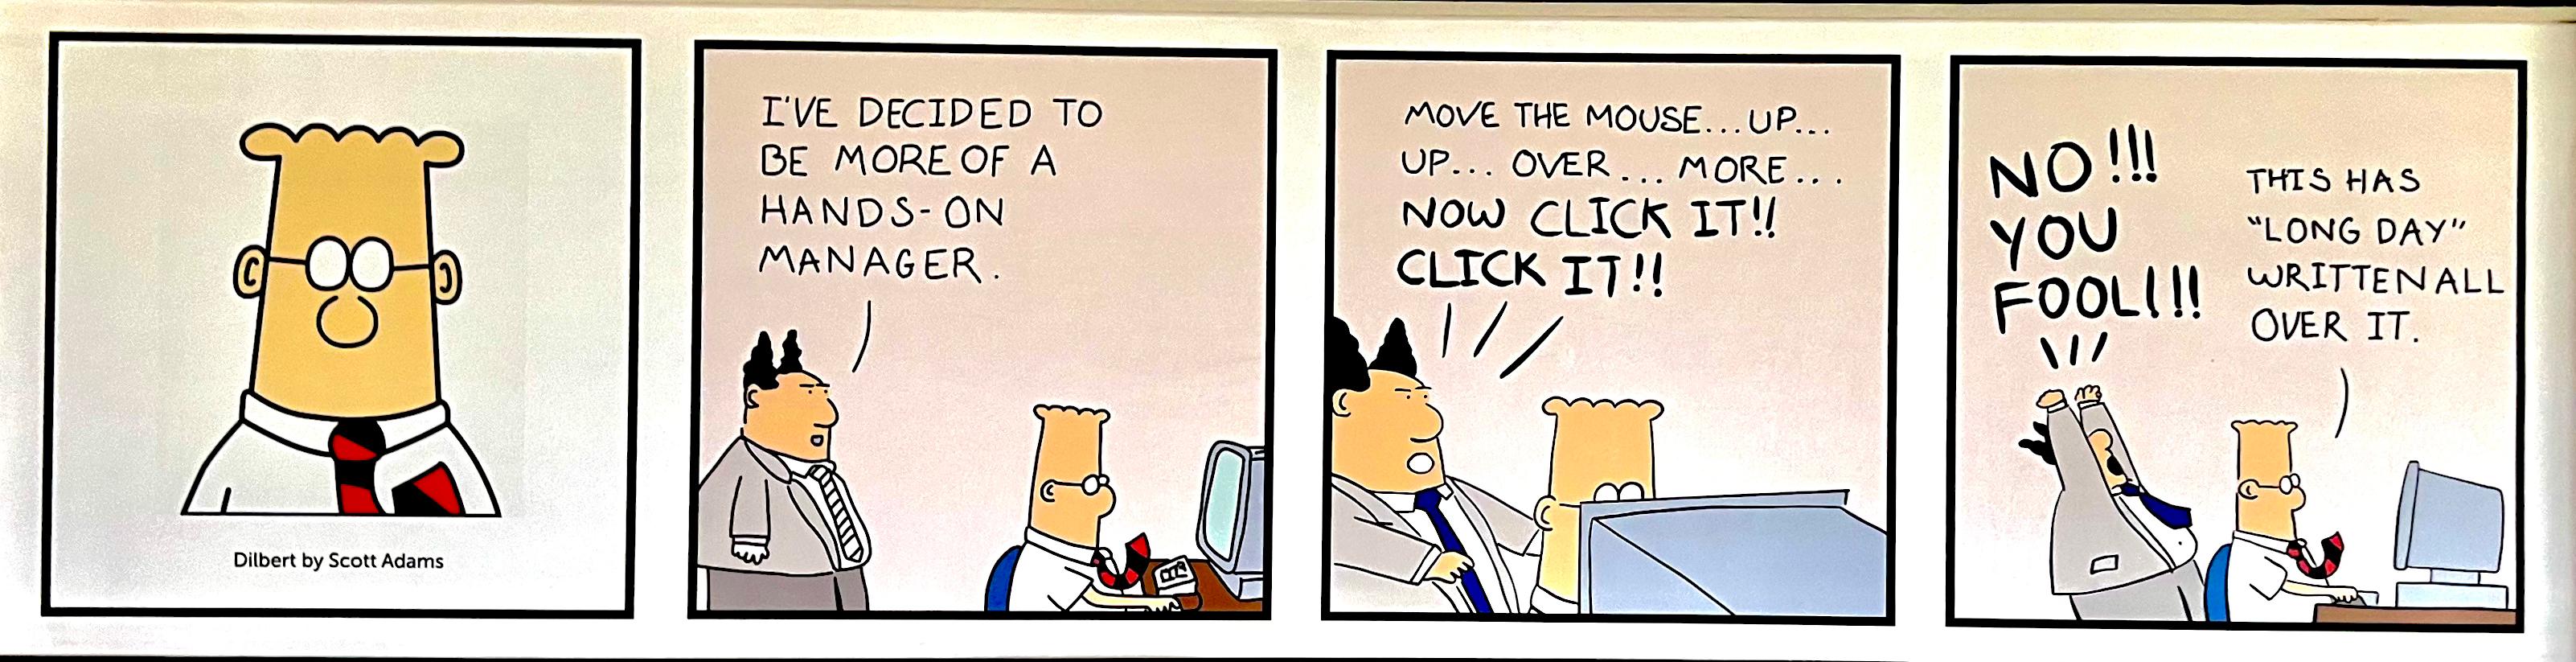 Dilbert by Scott Adams
I'VE DECIDED TO
BE MORE OF A
HANDS-ON
MANAGER.
MOVE THE MOUSE...UP...
UP... OVER... MORE...
NOW CLICK IT!!
CLICK IT!!
NO!!!
YOU
FOOL!!!
THIS HAS
"LONG DAY"
WRITTEN ALL
OVER IT.